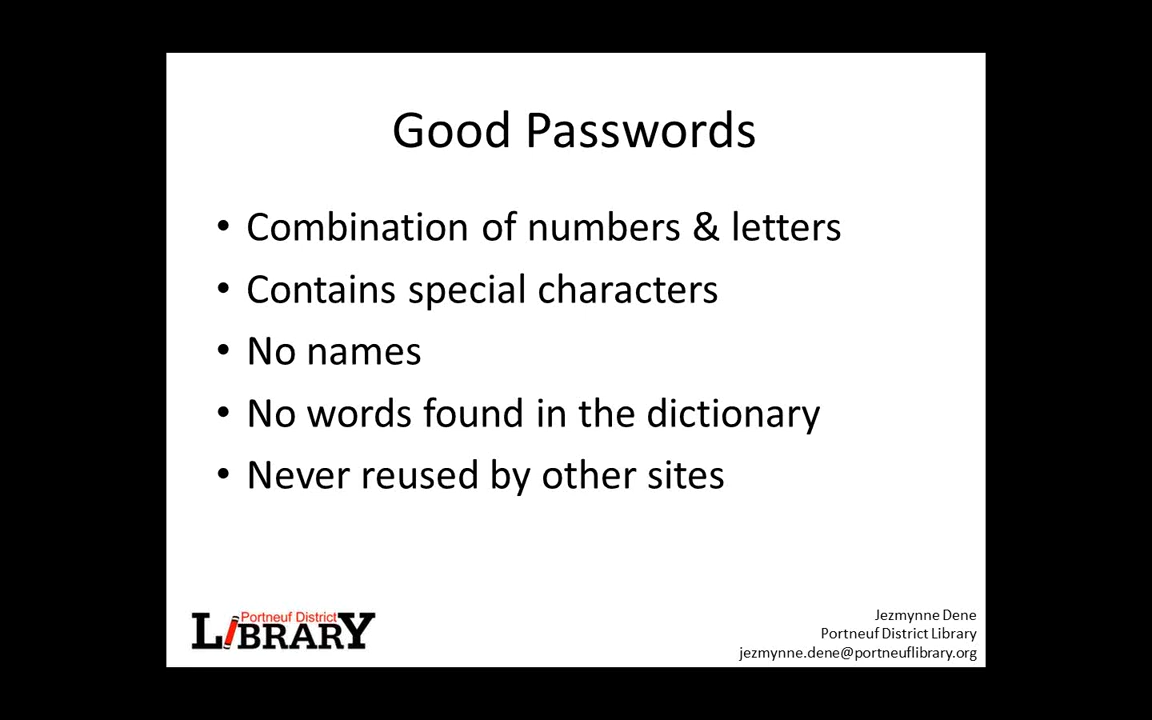 Good Passwords
• Combination of numbers & letters
• Contains special characters
• No names
• No words found in the dictionary
• Never reused by other sites
Portneuf District
LIBRARY
Jezmynne Dene
Portneuf District Library
jezmynne.dene@portneuflibrary.org